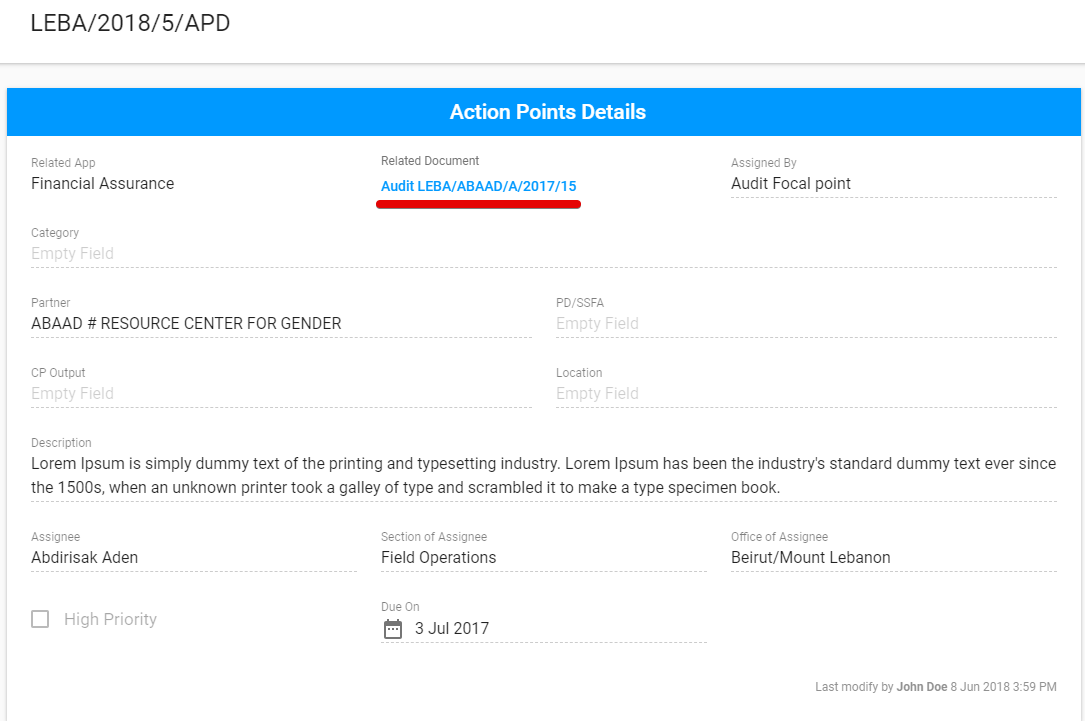 LEBA/2018/5/APD
Action Points Details
Related App
Financial Assurance
Related Document
Audit LEBA/ABAAD/A/2017/15
Assigned By
Audit Focal point
Category
Empty Field
Partner
ABAAD # RESOURCE CENTER FOR GENDER
PD/SSFA
Empty Field
CP Output
Empty Field
Location
Empty Field
Description
Lorem Ipsum is simply dummy text of the printing and typesetting industry. Lorem Ipsum has been the industry's standard dummy text ever since
the 1500s, when an unknown printer took a galley of type and scrambled it to make a type specimen book.
Assignee
Abdirisak Aden
Section of Assignee
Field Operations
Office of Assignee
Beirut/Mount Lebanon
High Priority
Due On
3 Jul 2017
Last modify by John Doe 8 Jun 2018 3:59 PM